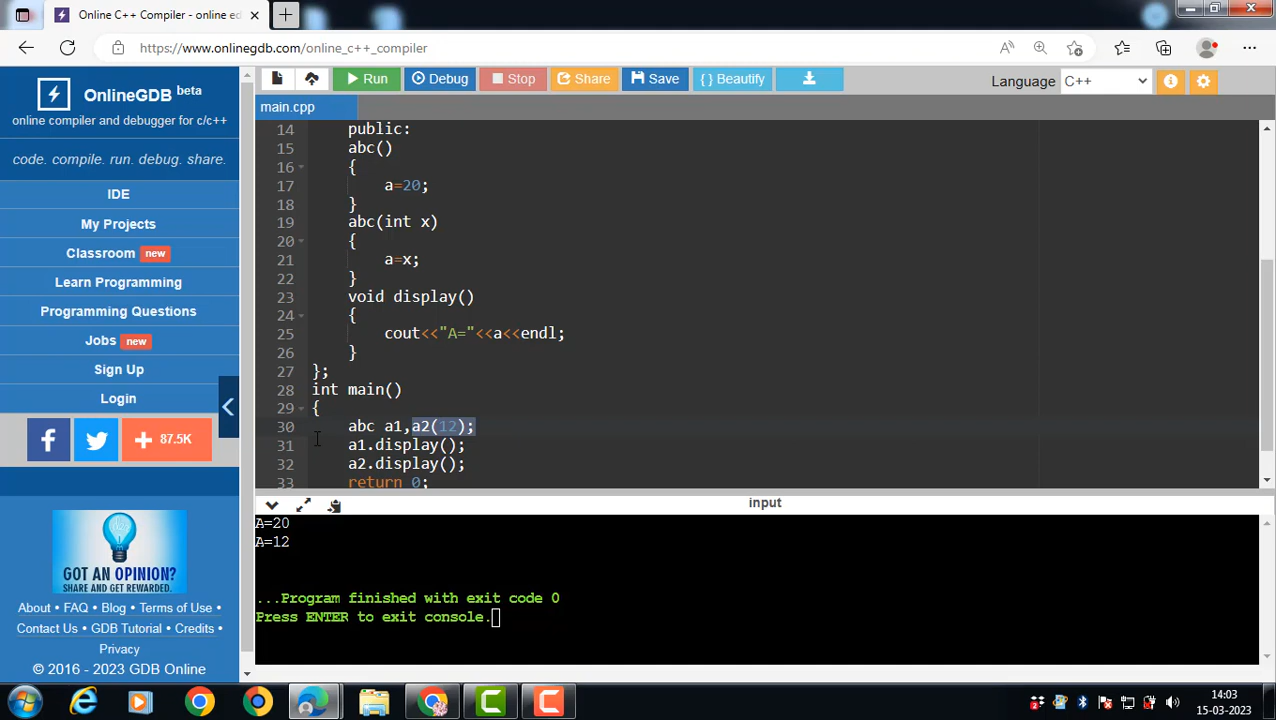 Online C++ Compiler - online ed
https://www.onlinegdb.com/online_c++_compiler
OnlineGDB beta
online compiler and debugger for c/c++
code. compile. run. debug. share.
IDE
My Projects
Classroom new
Learn Programming
Programming Questions
Jobs new
Sign Up
Login
87.5K
GOT AN OPINION?
SHARE AND GET REWARDED.
About • FAQ • Blog • Terms of Use •
Contact Us • GDB Tutorial • Credits •
Privacy
© 2016 - 2023 GDB Online
Run
Debug
Stop
Share
Save
{ } Beautify
Language C++
main.cpp
14 public:
15 abc()
16 {
17 a=20;
18 }
19 abc(int x)
20 {
21 a=x;
22 }
23 void display()
24 {
25 cout<<"A="<<a<<endl;
26 }
27 };
28 int main()
29 {
30 abc a1,a2(12);
31 a1.display();
32 a2.display();
33 return 0;
input
A=20
A=12
...Program finished with exit code 0
Press ENTER to exit console.
14:03
15-03-2023